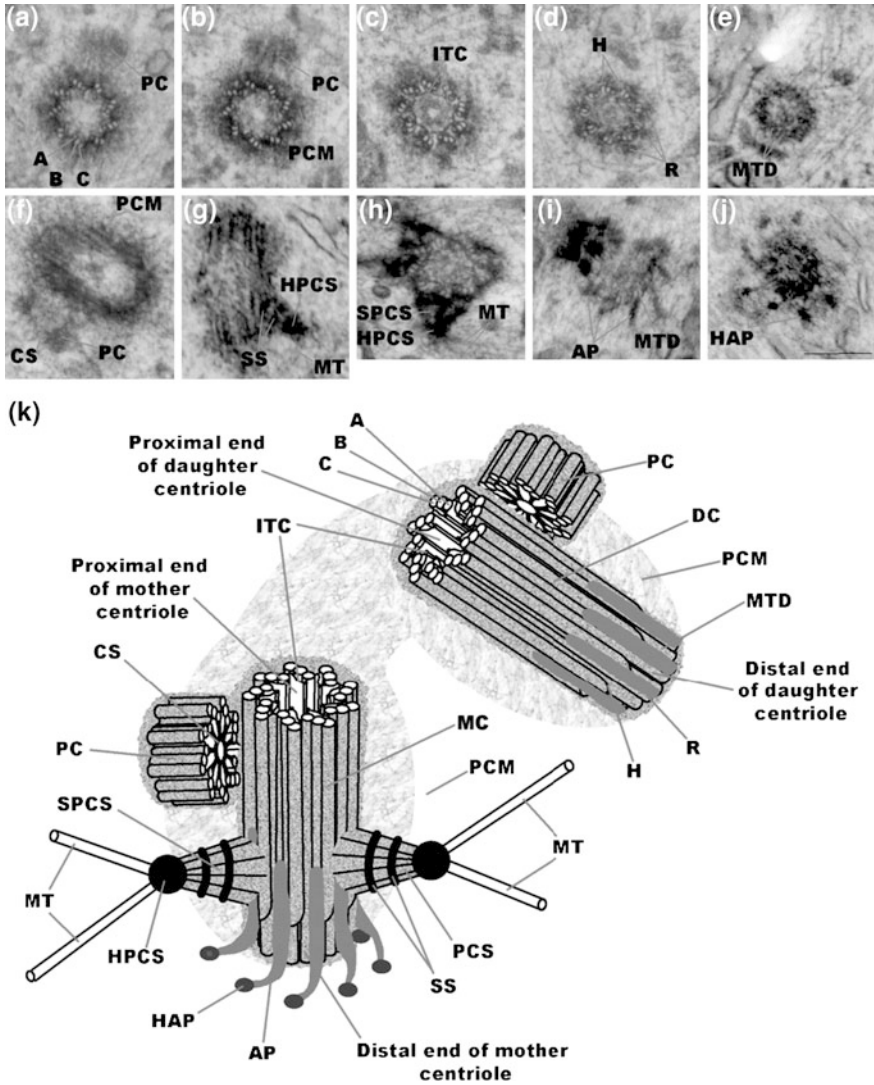 (a)
PC
A
B
C
(b)
PC
PCM
(c)
ITC
(d)
H
R
(e)
MTD
(f)
PCM
CS
PC
(g)
HPCS
SS
MT
(h)
SPCS
HPCS
MT
(i)
AP
MTD
(j)
HAP
(k)
A
B
C
Proximal end
of daughter
centriole
PC
DC
ITC
PCM
Proximal end
of mother
centriole
MTD
CS
Distal end
of daughter
centriole
MC
R
PC
PCM
H
SPCS
MT
MT
HPCS
PCS
SS
HAP
AP
Distal end of mother
centriole